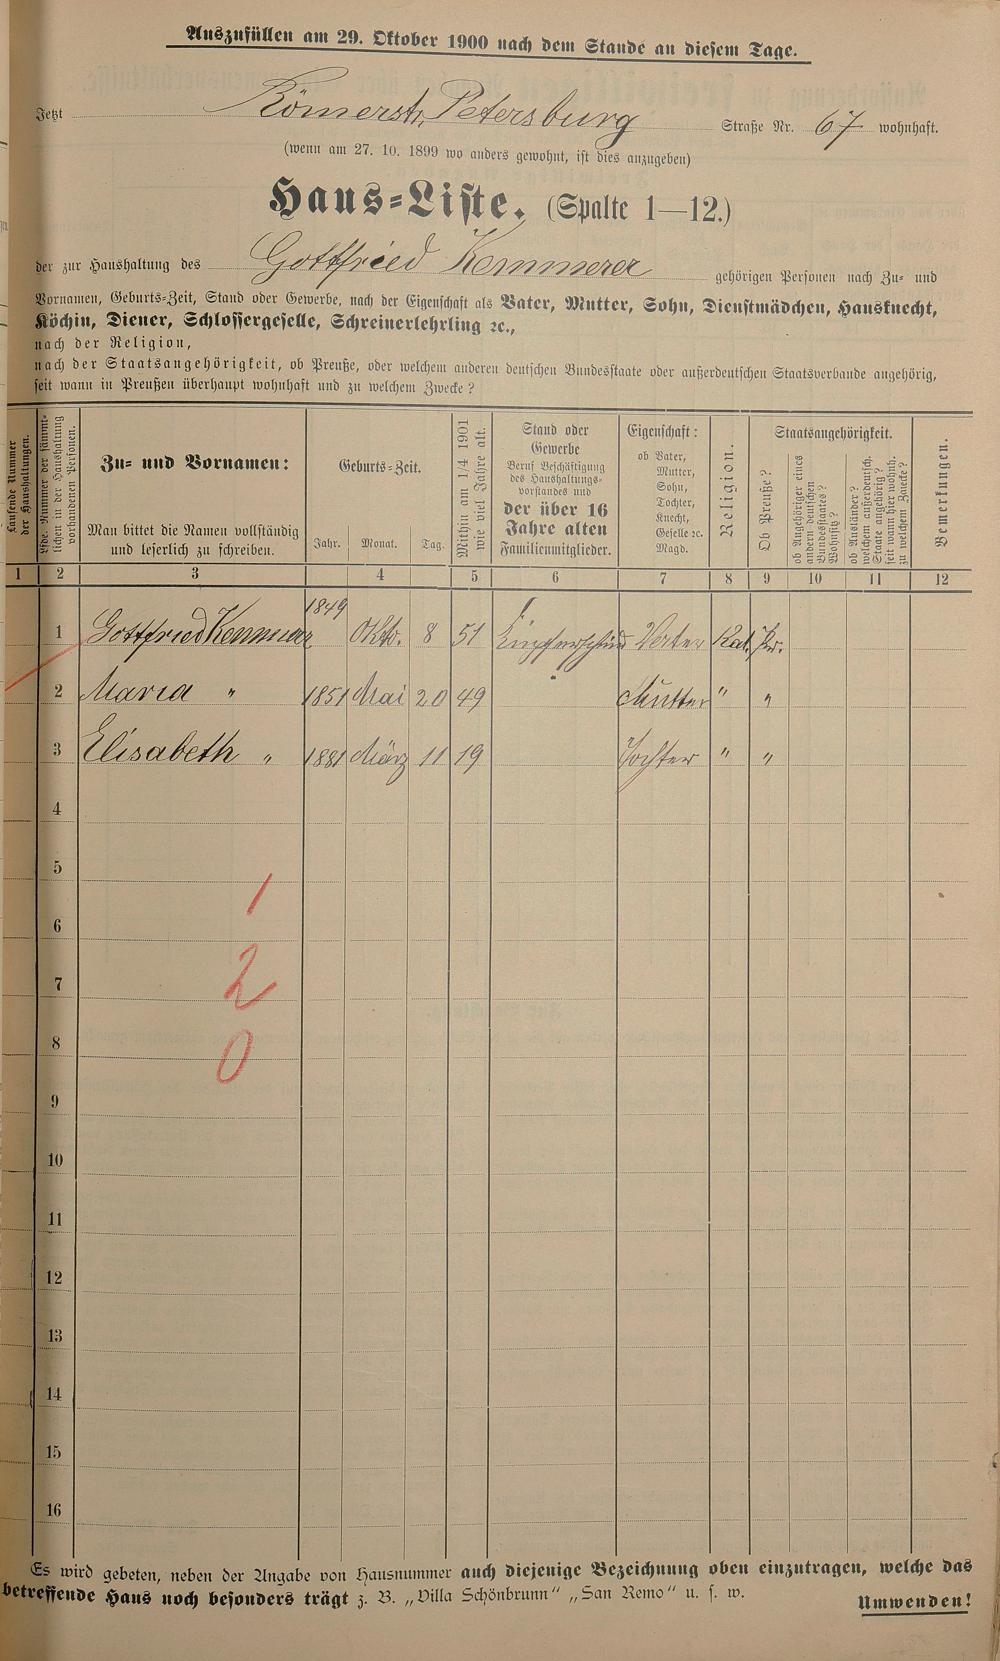 Auszufüllen am 29. Oktober 1900 nach dem Stande an diesem Tage.
Jetzt Römerstr. Petersburg Straße Nr. 67 wohnhaft.
(wenn am 27. 10. 1899 wo anders gewohnt, ist dies anzugeben)
Haus=Liste. (Spalte 1—12.)
der zur Haushaltung des Gottfried Kemmerer gehörigen Personen nach Zu- und
Vornamen, Geburts-Zeit, Stand oder Gewerbe, nach der Eigenschaft als Vater, Mutter, Sohn, Dienstmädchen, Hausknecht,
Köchin, Diener, Schlossergeselle, Schreinerlehrling ꝛc.,
nach der Religion,
nach der Staatsangehörigkeit, ob Preuße, oder welchem anderen deutschen Bundesstaate oder außerdeutschen Staatsverbande angehörig,
seit wann in Preußen überhaupt wohnhaft und zu welchem Zwecke?
Laufende Nummer der Haushaltungen.
Lfde. Nummer der sämmtlichen in der Haushaltung vorhandenen Personen.
Zu- und Vornamen:
Man bittet die Namen vollständig
und leserlich zu schreiben.
Geburts-Zeit.
Jahr. Monat. Tag.
Mithin am 1/4 1901
wie viel Jahre alt.
Stand oder
Gewerbe
Beruf Beschäftigung
des Haushaltungs-
vorstandes und
der über 16
Jahre alten
Familienmitglieder.
Eigenschaft:
ob Vater,
Mutter,
Sohn,
Tochter,
Knecht,
Geselle ꝛc.
Magd.
Religion.
Staatsangehörigkeit.
Ob Preuße?
ob Angehöriger eines
andern deutschen
Bundesstaates?
Wohnsitz?
ob Ausländer?
welchem außerdeutsch.
Staate angehörig?
seit wann hier wohnh.
zu welchem Zwecke?
Bemerkungen.
1 2 3 4 5 6 7 8 9 10 11 12
1 Gottfried Kemmerer 1849 Okto. 8 51 Kupferschmied Vater Kat. Pr.
2 Maria " 1851 Mai 20 49 Mutter " "
3 Elisabeth " 1881 März 11 19 Tochter " "
4
5
1
6
2
7
8
0
9
10
11
12
13
14
15
16
Es wird gebeten, neben der Angabe von Hausnummer auch diejenige Bezeichnung oben einzutragen, welche das
betreffende Haus noch besonders trägt z. B. „Villa Schönbrunn" „San Remo" u. s. w.
Umwenden!